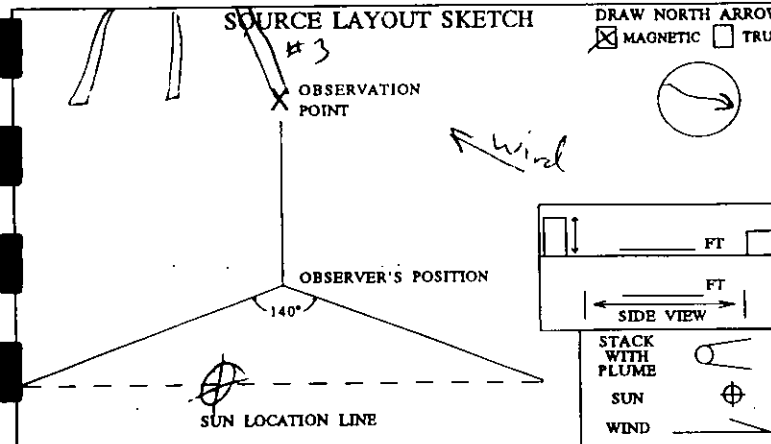 SOURCE LAYOUT SKETCH
DRAW NORTH ARROW
MAGNETIC TRU
#3
OBSERVATION
POINT
Wind
OBSERVER'S POSITION
140°
FT
FT
SIDE VIEW
SUN LOCATION LINE
STACK
WITH
PLUME
SUN
WIND